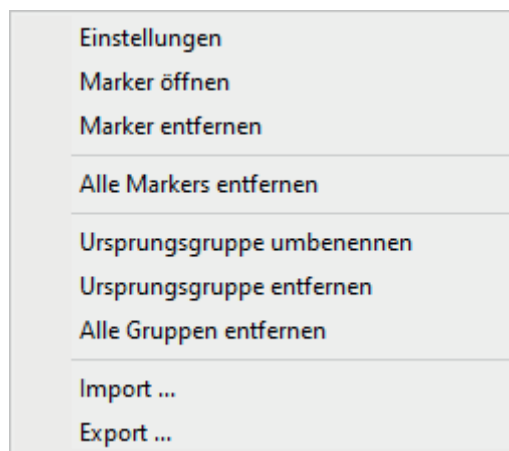 Einstellungen
Marker öffnen
Marker entfernen
Alle Markers entfernen
Ursprungsgruppe umbenennen
Ursprungsgruppe entfernen
Alle Gruppen entfernen
Import ...
Export ...